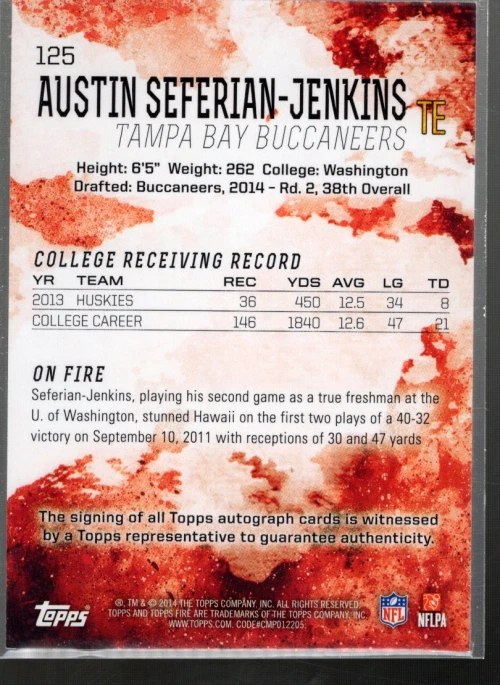 125
AUSTIN SEFERIAN-JENKINS TE
TAMPA BAY BUCCANEERS
Height: 6'5" Weight: 262 College: Washington
Drafted: Buccaneers, 2014 – Rd. 2, 38th Overall
COLLEGE RECEIVING RECORD
YR TEAM REC YDS AVG LG TD
2013 HUSKIES 36 450 12.5 34 8
COLLEGE CAREER 146 1840 12.6 47 21
ON FIRE
Seferian-Jenkins, playing his second game as a true freshman at the
U. of Washington, stunned Hawaii on the first two plays of a 40-32
victory on September 10, 2011 with receptions of 30 and 47 yards
The signing of all Topps autograph cards is witnessed
by a Topps representative to guarantee authenticity.
®, TM & © 2014 THE TOPPS COMPANY, INC. ALL RIGHTS RESERVED.
TOPPS AND TOPPS FIRE ARE TRADEMARKS OF THE TOPPS COMPANY, INC.
WWW.TOPPS.COM. CODE#CMP012205
Topps
NFL
NFLPA